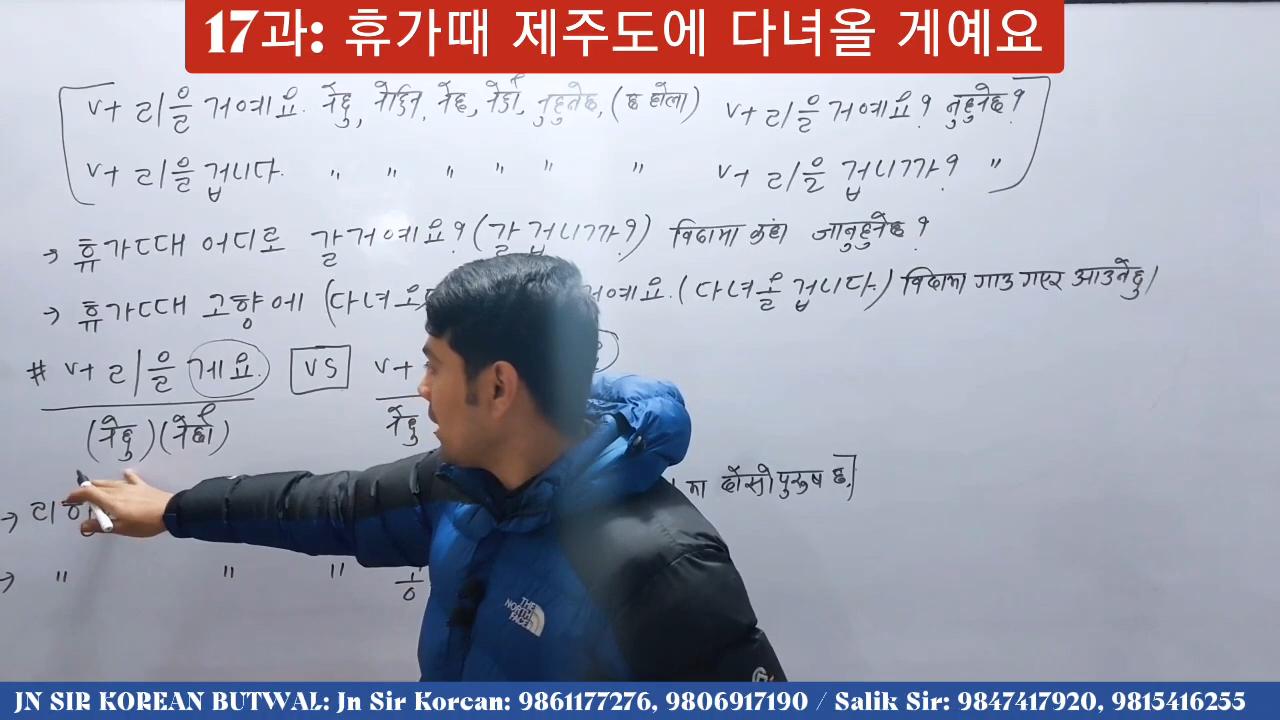 17과: 휴가때 제주도에 다녀올 게예요
V+ ㄹ/을 거예요. नेछु, नेछिन्, नेछ, नेछौं, नुहुनेछ, (छ होला) V+ ㄹ/을 거예요? नुहुनेछ?
V+ ㄹ/을 겁니다. " " " " " " V+ ㄹ/을 겁니까? "
→ 휴가때 어디로 갈거예요? (갈 겁니까?) बिदामा कहां जानुहुनेछ?
→ 휴가때 고향에 (다녀오 거예요. (다녀올 겁니다.) बिदामा गाउ गएर आउनेछु।
# V+ ㄹ/을 게요. VS V+
(नेछु) (नेछौं) नेछु
मा दोस्रो पुरुष छ.]
→ ㄹ/
→ " " "
THE NORTH FACE
JN SIR KOREAN BUTWAL: Jn Sir Korcan: 9861177276, 9806917190 / Salik Sir: 9847417920, 9815416255